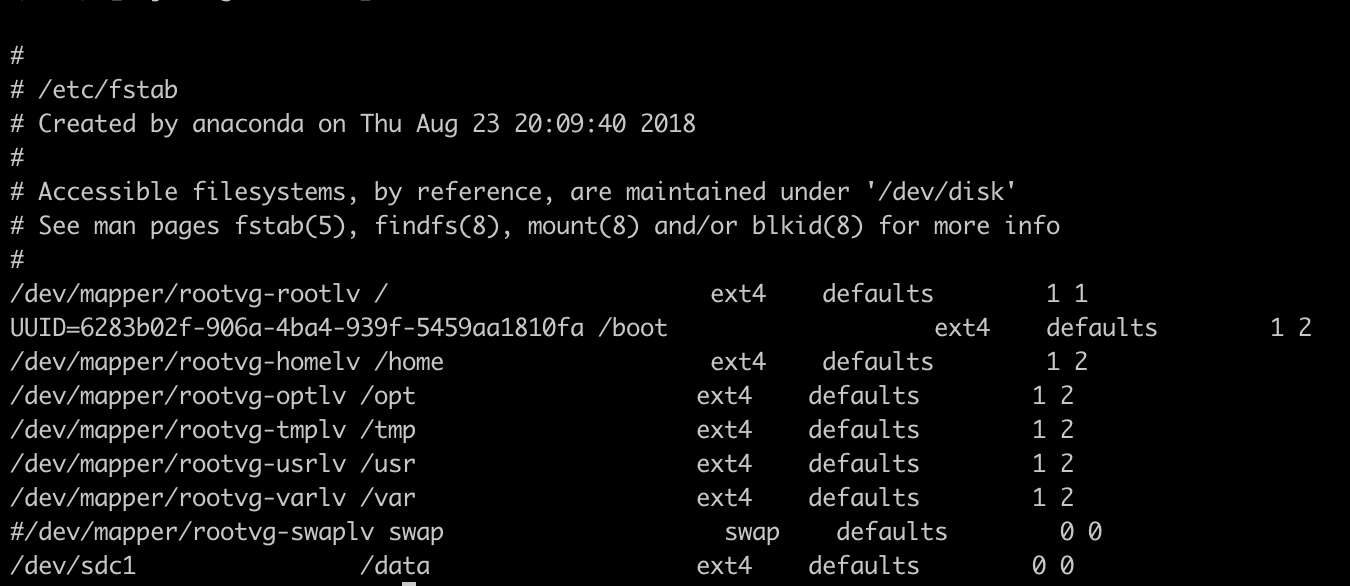 #
# /etc/fstab
# Created by anaconda on Thu Aug 23 20:09:40 2018
#
# Accessible filesystems, by reference, are maintained under '/dev/disk'
# See man pages fstab(5), findfs(8), mount(8) and/or blkid(8) for more info
#
/dev/mapper/rootvg-rootlv /                       ext4    defaults        1 1
UUID=6283b02f-906a-4ba4-939f-5459aa1810fa /boot                   ext4    defaults        1 2
/dev/mapper/rootvg-homelv /home                   ext4    defaults        1 2
/dev/mapper/rootvg-optlv /opt                    ext4    defaults        1 2
/dev/mapper/rootvg-tmplv /tmp                    ext4    defaults        1 2
/dev/mapper/rootvg-usrlv /usr                    ext4    defaults        1 2
/dev/mapper/rootvg-varlv /var                    ext4    defaults        1 2
#/dev/mapper/rootvg-swaplv swap                    swap    defaults        0 0
/dev/sdc1                /data                   ext4    defaults        0 0